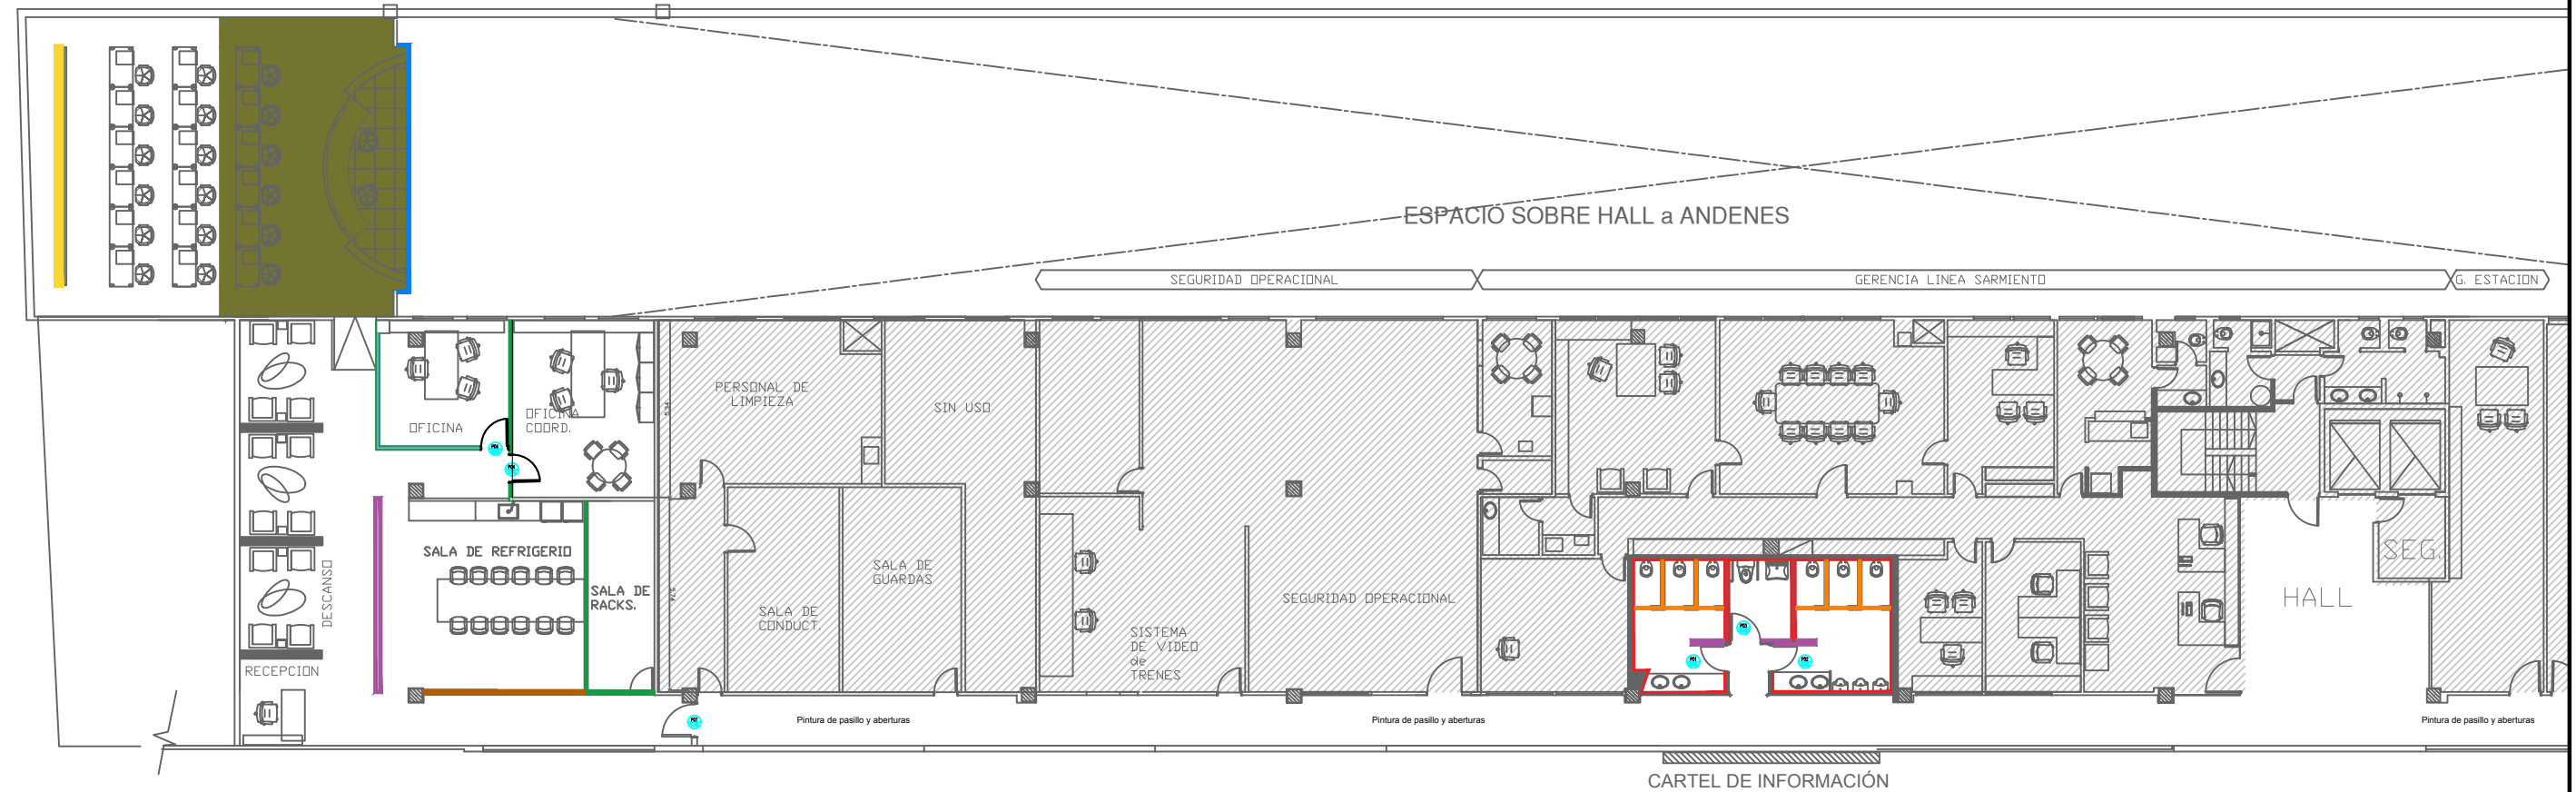 ESPACIO SOBRE HALL a ANDENES
SEGURIDAD OPERACIONAL
GERENCIA LINEA SARMIENTO
G. ESTACION
PERSONAL DE
LIMPIEZA
SIN USO
OFICINA
OFICINA
COORD.
SALA DE REFRIGERIO
SALA DE
RACKS.
DESCANSO
RECEPCION
SALA DE
GUARDAS
SALA DE
CONDUCT.
SISTEMA
DE VIDEO
de
TRENES
SEGURIDAD OPERACIONAL
SEG.
HALL
5.74
Pintura de pasillo y aberturas
Pintura de pasillo y aberturas
Pintura de pasillo y aberturas
CARTEL DE INFORMACIÓN